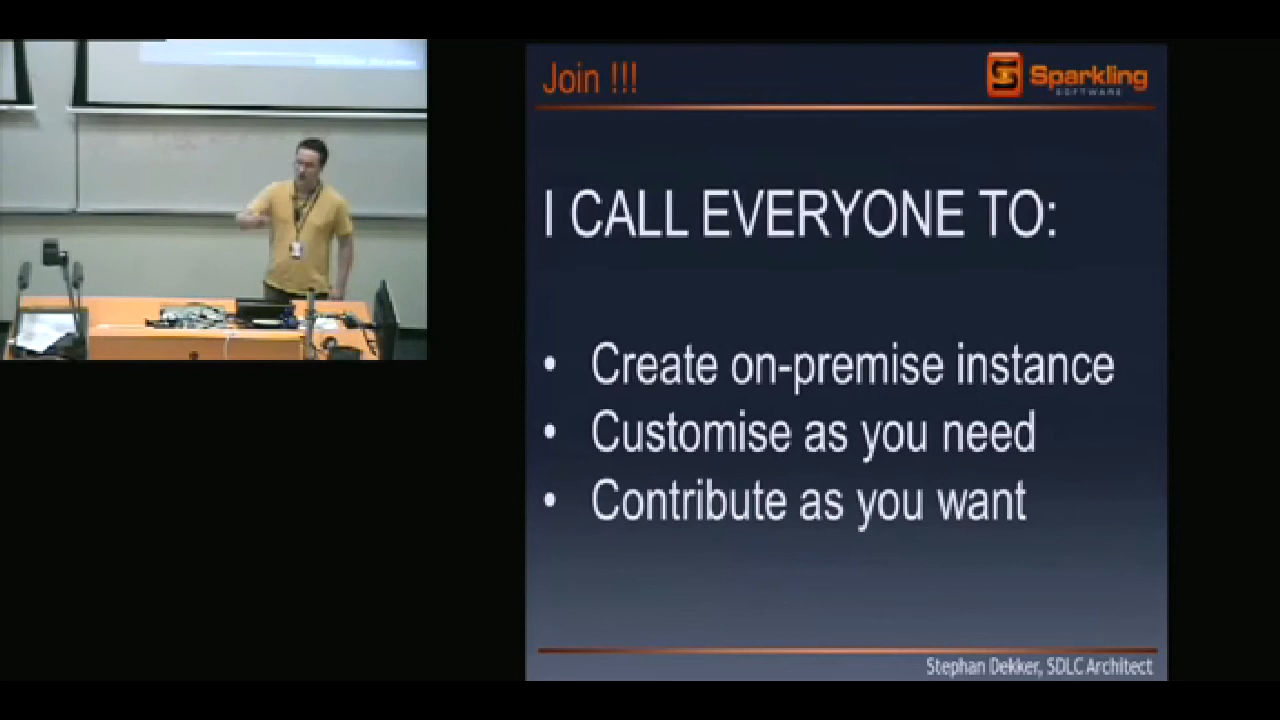 Join !!!
Sparkling
SOFTWARE
I CALL EVERYONE TO:
• Create on-premise instance
• Customise as you need
• Contribute as you want
Stephan Dekker, SDLC Architect